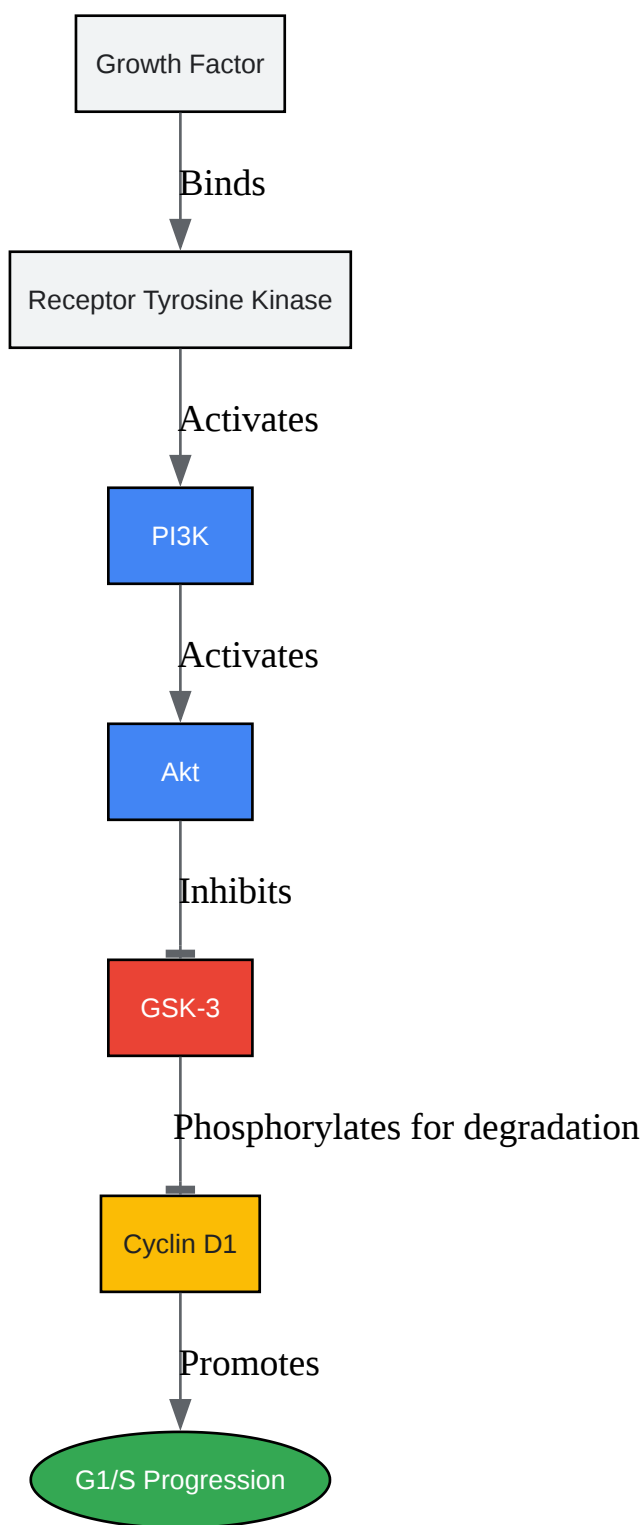 Growth Factor
Binds
Receptor Tyrosine Kinase
Activates
PI3K
Activates
Akt
Inhibits
GSK-3
Phosphorylates for degradation
Cyclin D1
Promotes
G1/S Progression